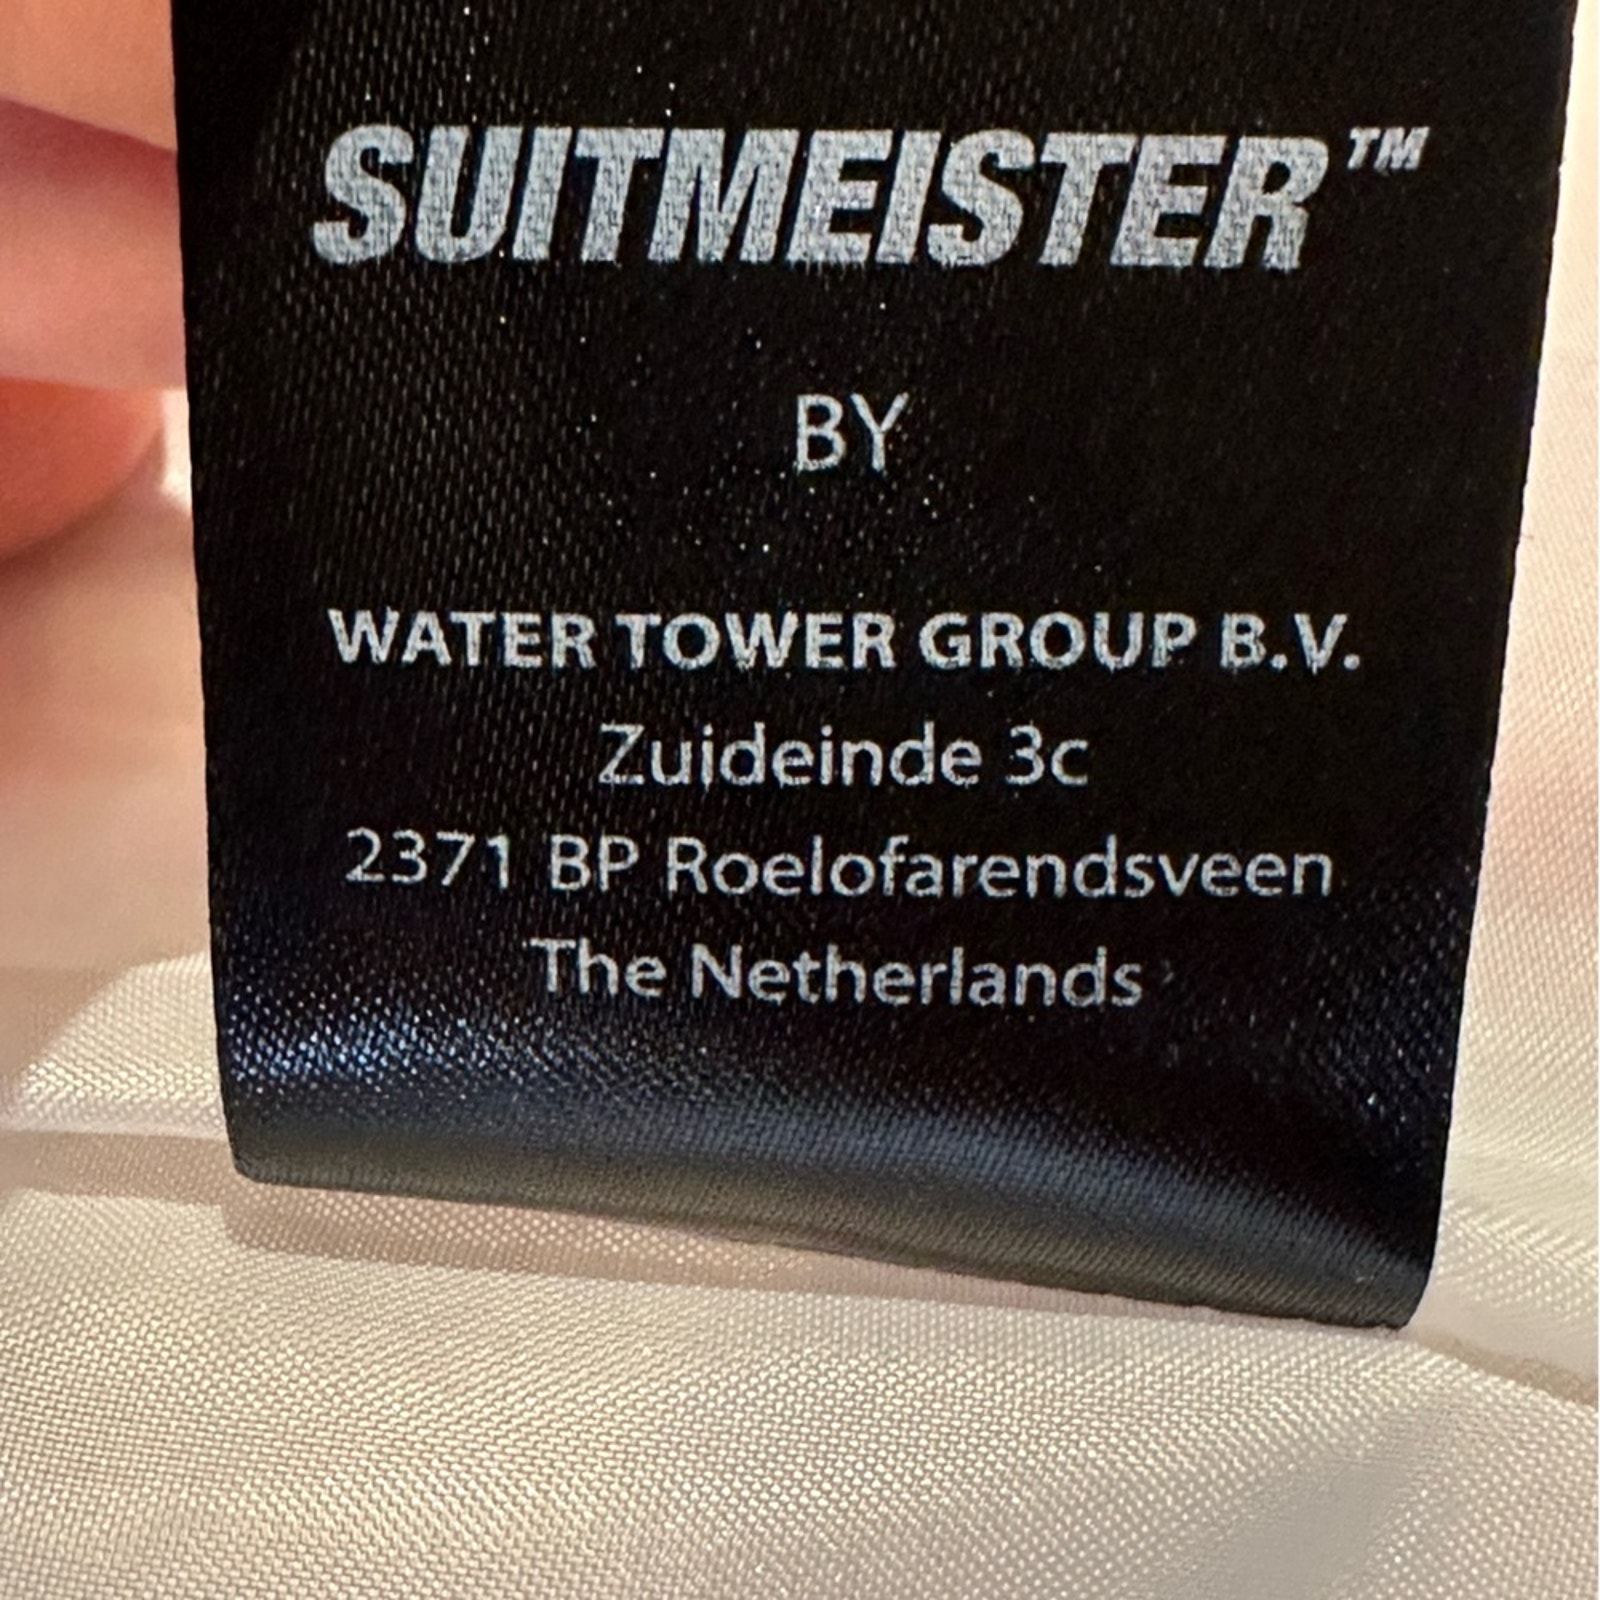 SUITMEISTER™
BY
WATER TOWER GROUP B.V.
Zuideinde 3c
2371 BP Roelofarendsveen
The Netherlands